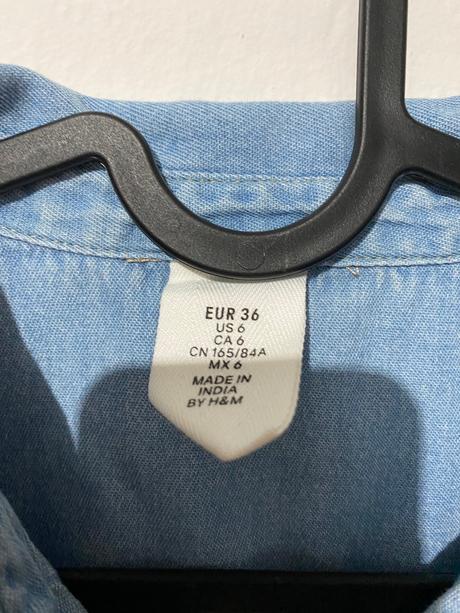 EUR 36
US 6
CA 6
CN 165/84A
MX 6
MADE IN
INDIA
BY H&M